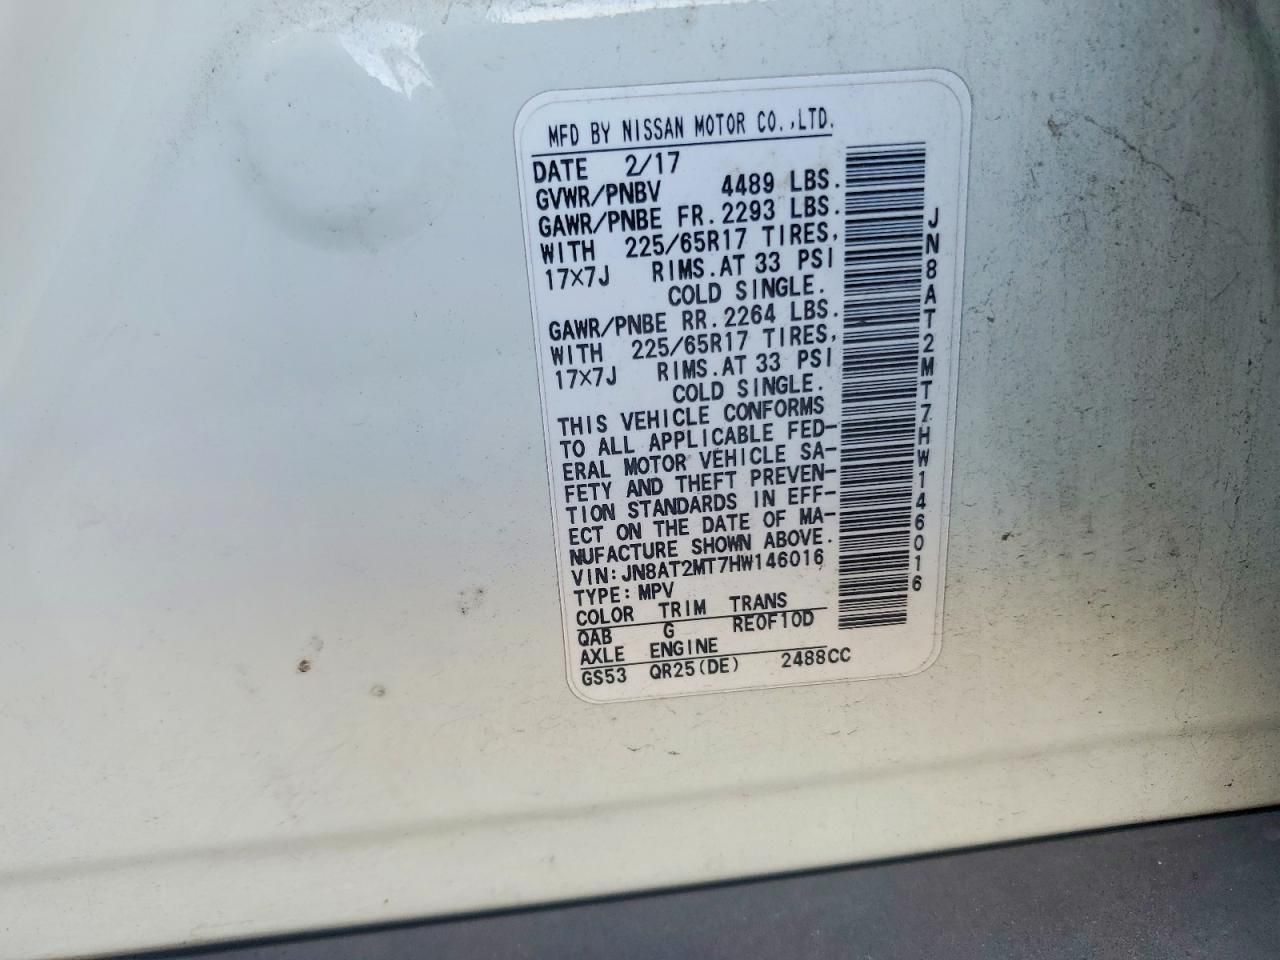 MFD BY NISSAN MOTOR CO.,LTD.
DATE 2/17
GVWR/PNBV 4489 LBS.
GAWR/PNBE FR.2293 LBS.
WITH 225/65R17 TIRES,
17×7J RIMS.AT 33 PSI
COLD SINGLE.
GAWR/PNBE RR.2264 LBS.
WITH 225/65R17 TIRES,
17×7J RIMS.AT 33 PSI
COLD SINGLE.
THIS VEHICLE CONFORMS
TO ALL APPLICABLE FED-
ERAL MOTOR VEHICLE SA-
FETY AND THEFT PREVEN-
TION STANDARDS IN EFF-
ECT ON THE DATE OF MA-
NUFACTURE SHOWN ABOVE.
VIN:JN8AT2MT7HW146016
TYPE:MPV
COLOR TRIM TRANS
QAB G RE0F10D
AXLE ENGINE
GS53 QR25(DE) 2488CC
JN8AT2MT7HW146016